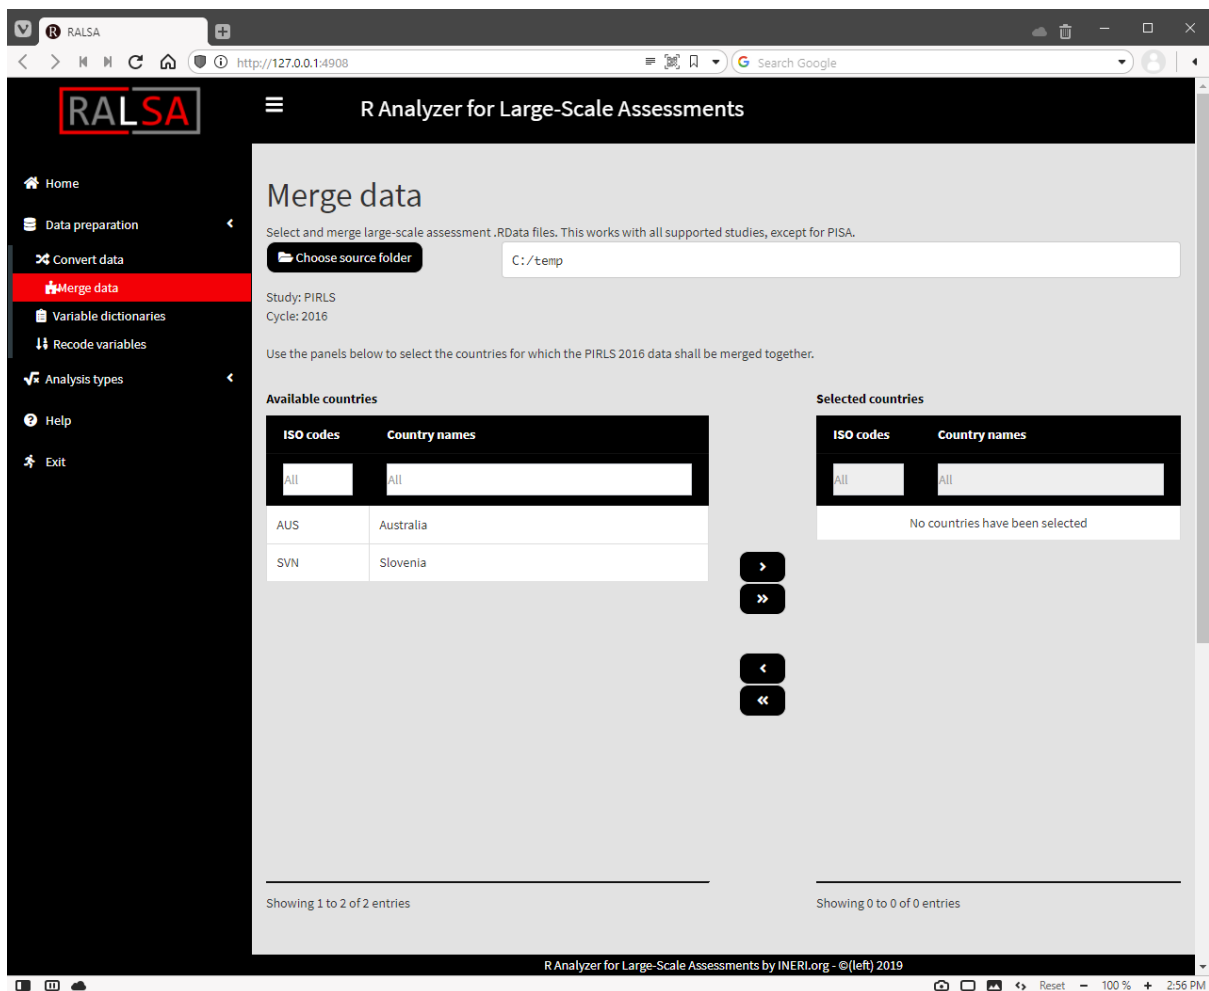 RALSA
http://127.0.0.1:4908
Search Google
RALSA
R Analyzer for Large-Scale Assessments
Home
Data preparation
Convert data
Merge data
Variable dictionaries
Recode variables
Analysis types
Help
Exit
Merge data
Select and merge large-scale assessment .RData files. This works with all supported studies, except for PISA.
Choose source folder
C:/temp
Study: PIRLS
Cycle: 2016
Use the panels below to select the countries for which the PIRLS 2016 data shall be merged together.
Available countries
ISO codes Country names
All All
AUS Australia
SVN Slovenia
Showing 1 to 2 of 2 entries
Selected countries
ISO codes Country names
All All
No countries have been selected
Showing 0 to 0 of 0 entries
R Analyzer for Large-Scale Assessments by INERI.org - ©(left) 2019
Reset 100 % 2:56 PM